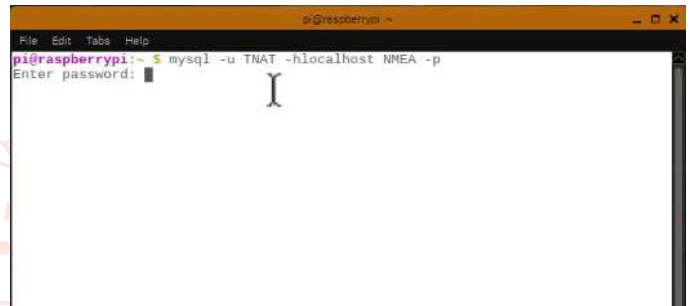 pi@raspberrypi: ~
File Edit Tabs Help
pi@raspberrypi:~ $ mysql -u TNAT -hlocalhost NMEA -p
Enter password: